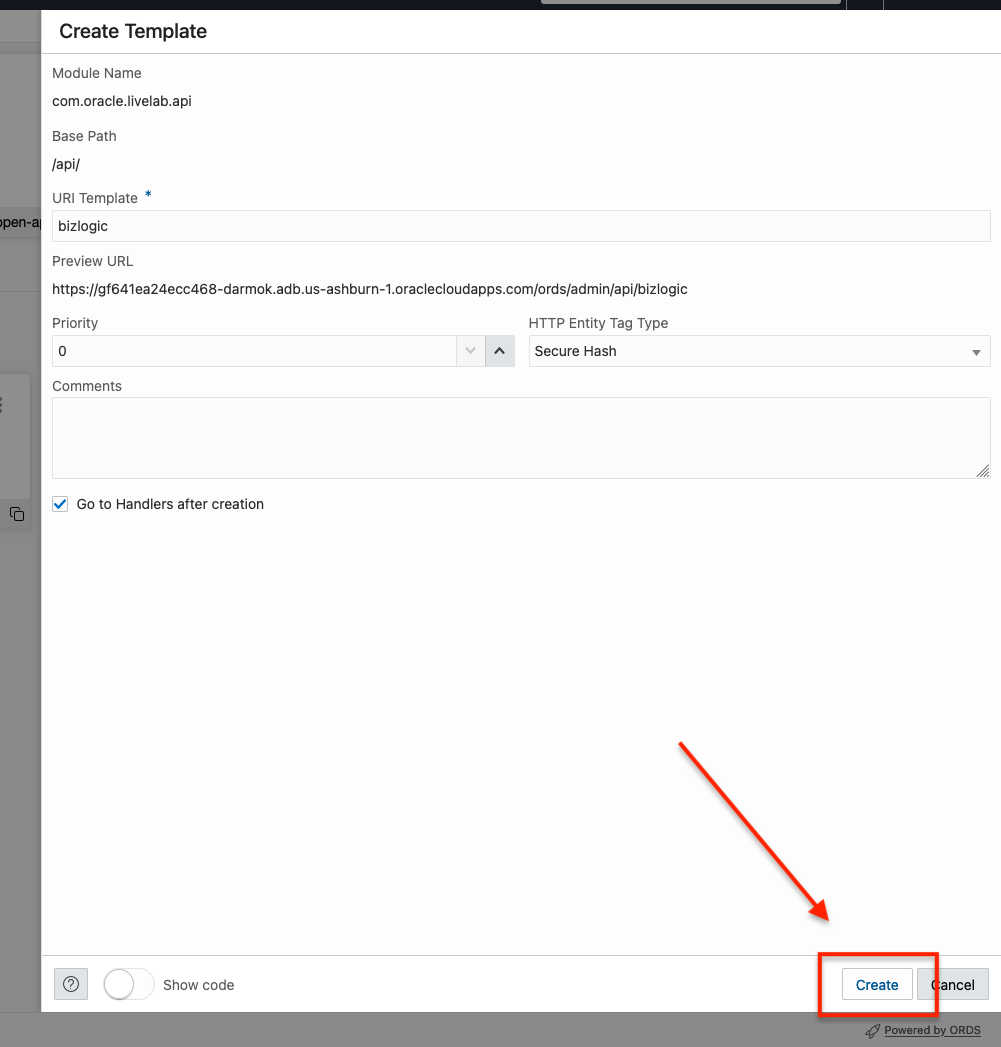 Create Template
Module Name
com.oracle.livelab.api
Base Path
/api/
URI Template *
open-ap
bizlogic
Preview URL
https://gf641ea24ecc468-darmok.adb.us-ashburn-1.oraclecloudapps.com/ords/admin/api/bizlogic
Priority HTTP Entity Tag Type
0 Secure Hash
Comments
Go to Handlers after creation
Show code Create Cancel
Powered by ORDS